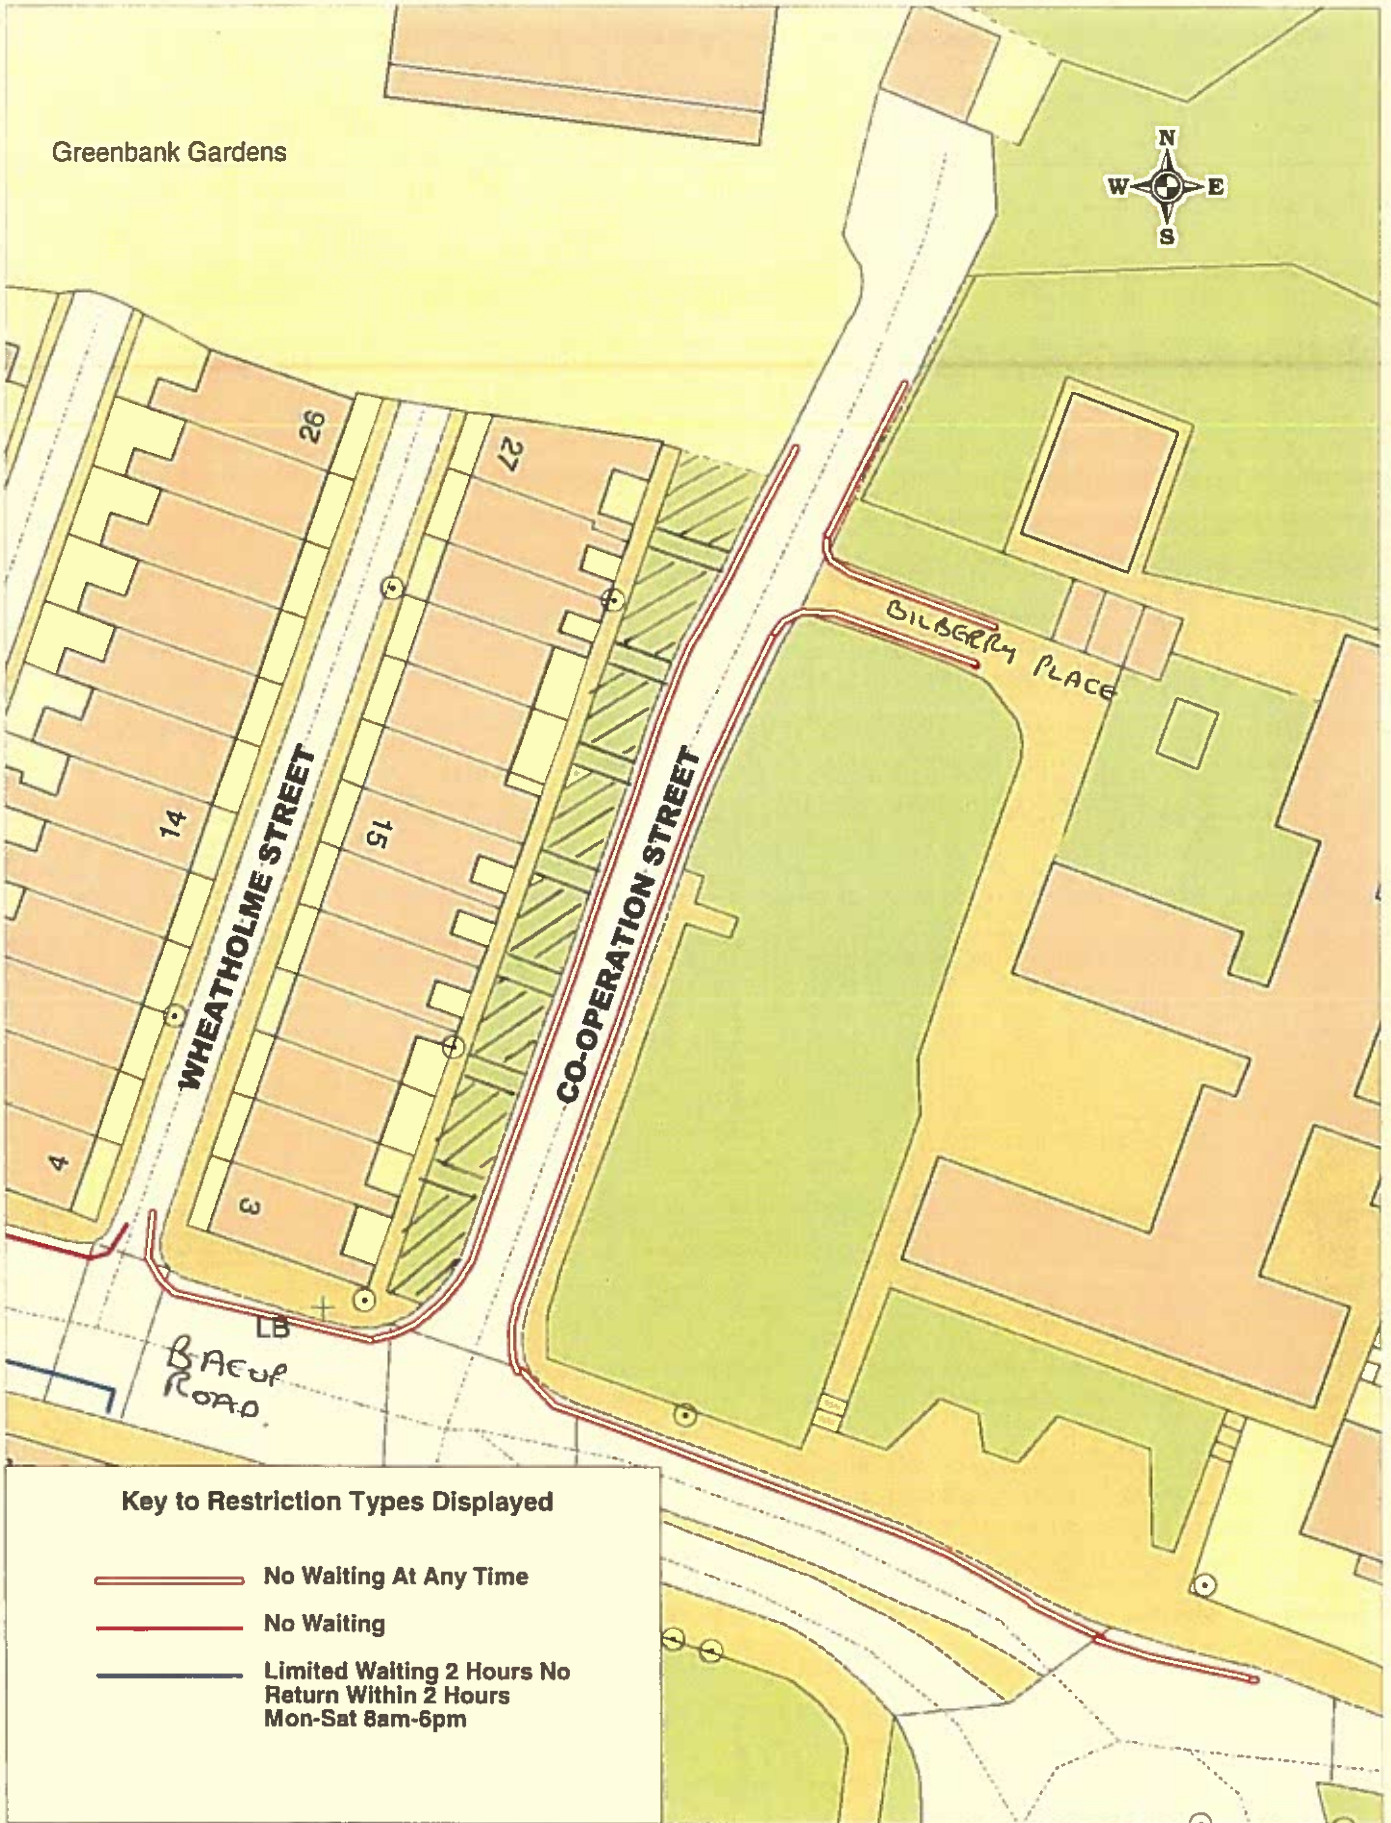 Greenbank Gardens
N
W E
S
26
27
14
15
WHEATHOLME STREET
CO-OPERATION STREET
BILBERRY PLACE
4
3
LB
BACUP
ROAD.
Key to Restriction Types Displayed
No Waiting At Any Time
No Waiting
Limited Waiting 2 Hours No
Return Within 2 Hours
Mon-Sat 8am-6pm